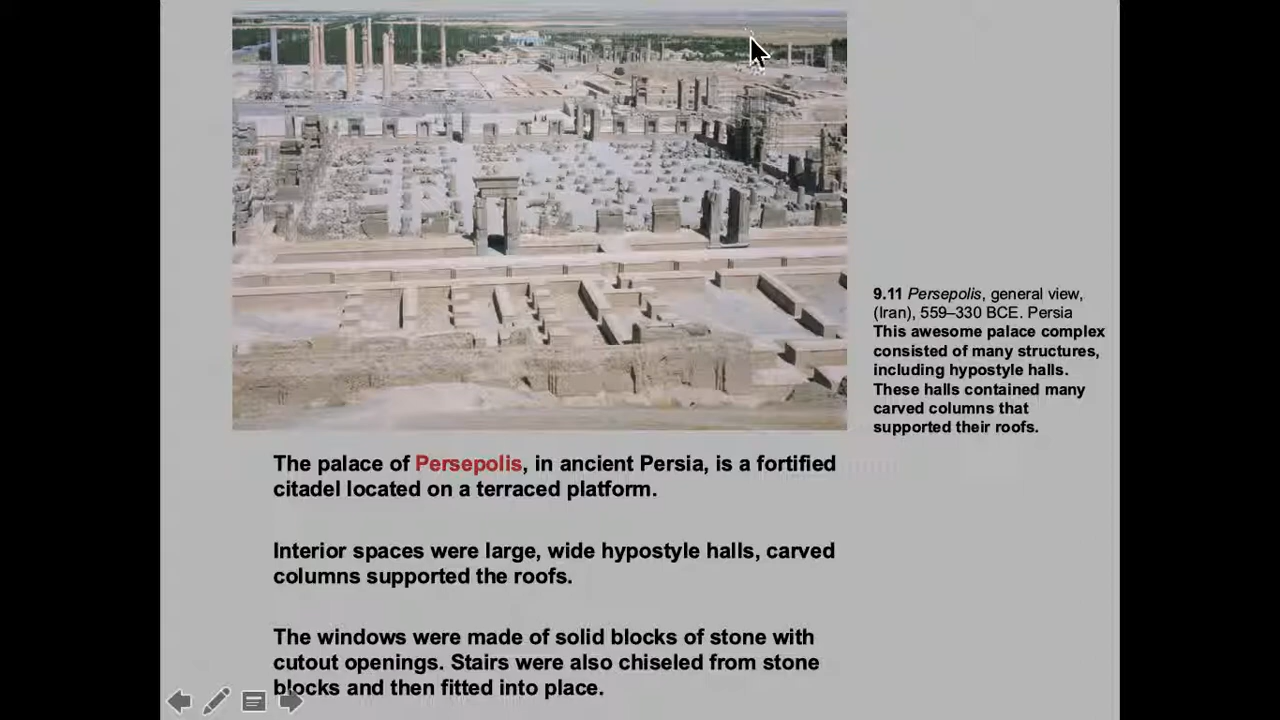 9.11 Persepolis, general view,
(Iran), 559–330 BCE. Persia
This awesome palace complex
consisted of many structures,
including hypostyle halls.
These halls contained many
carved columns that
supported their roofs.
The palace of Persepolis, in ancient Persia, is a fortified
citadel located on a terraced platform.
Interior spaces were large, wide hypostyle halls, carved
columns supported the roofs.
The windows were made of solid blocks of stone with
cutout openings. Stairs were also chiseled from stone
blocks and then fitted into place.